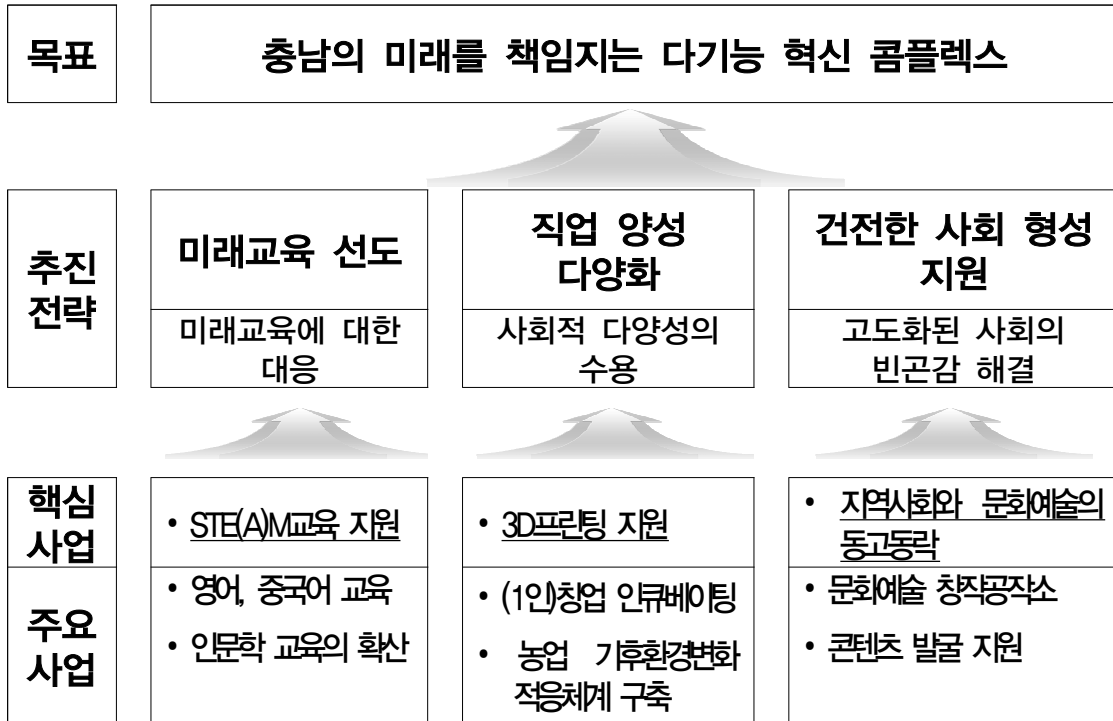 목표
충남의 미래를 책임지는 다기능 혁신 콤플렉스
추진
전략
미래교육 선도
미래교육에 대한
대응
직업 양성
다양화
사회적 다양성의
수용
건전한 사회 형성
지원
고도화된 사회의
빈곤감 해결
핵심
사업
• STE(A)M교육 지원
• 3D프린팅 지원
• 지역사회와 문화예술의
동고동락
주요
사업
• 영어, 중국어 교육
• 인문학 교육의 확산
• (1인)창업 인큐베이팅
• 농업 기후환경변화
적응체계 구축
• 문화예술 창작공작소
• 콘텐츠 발굴 지원